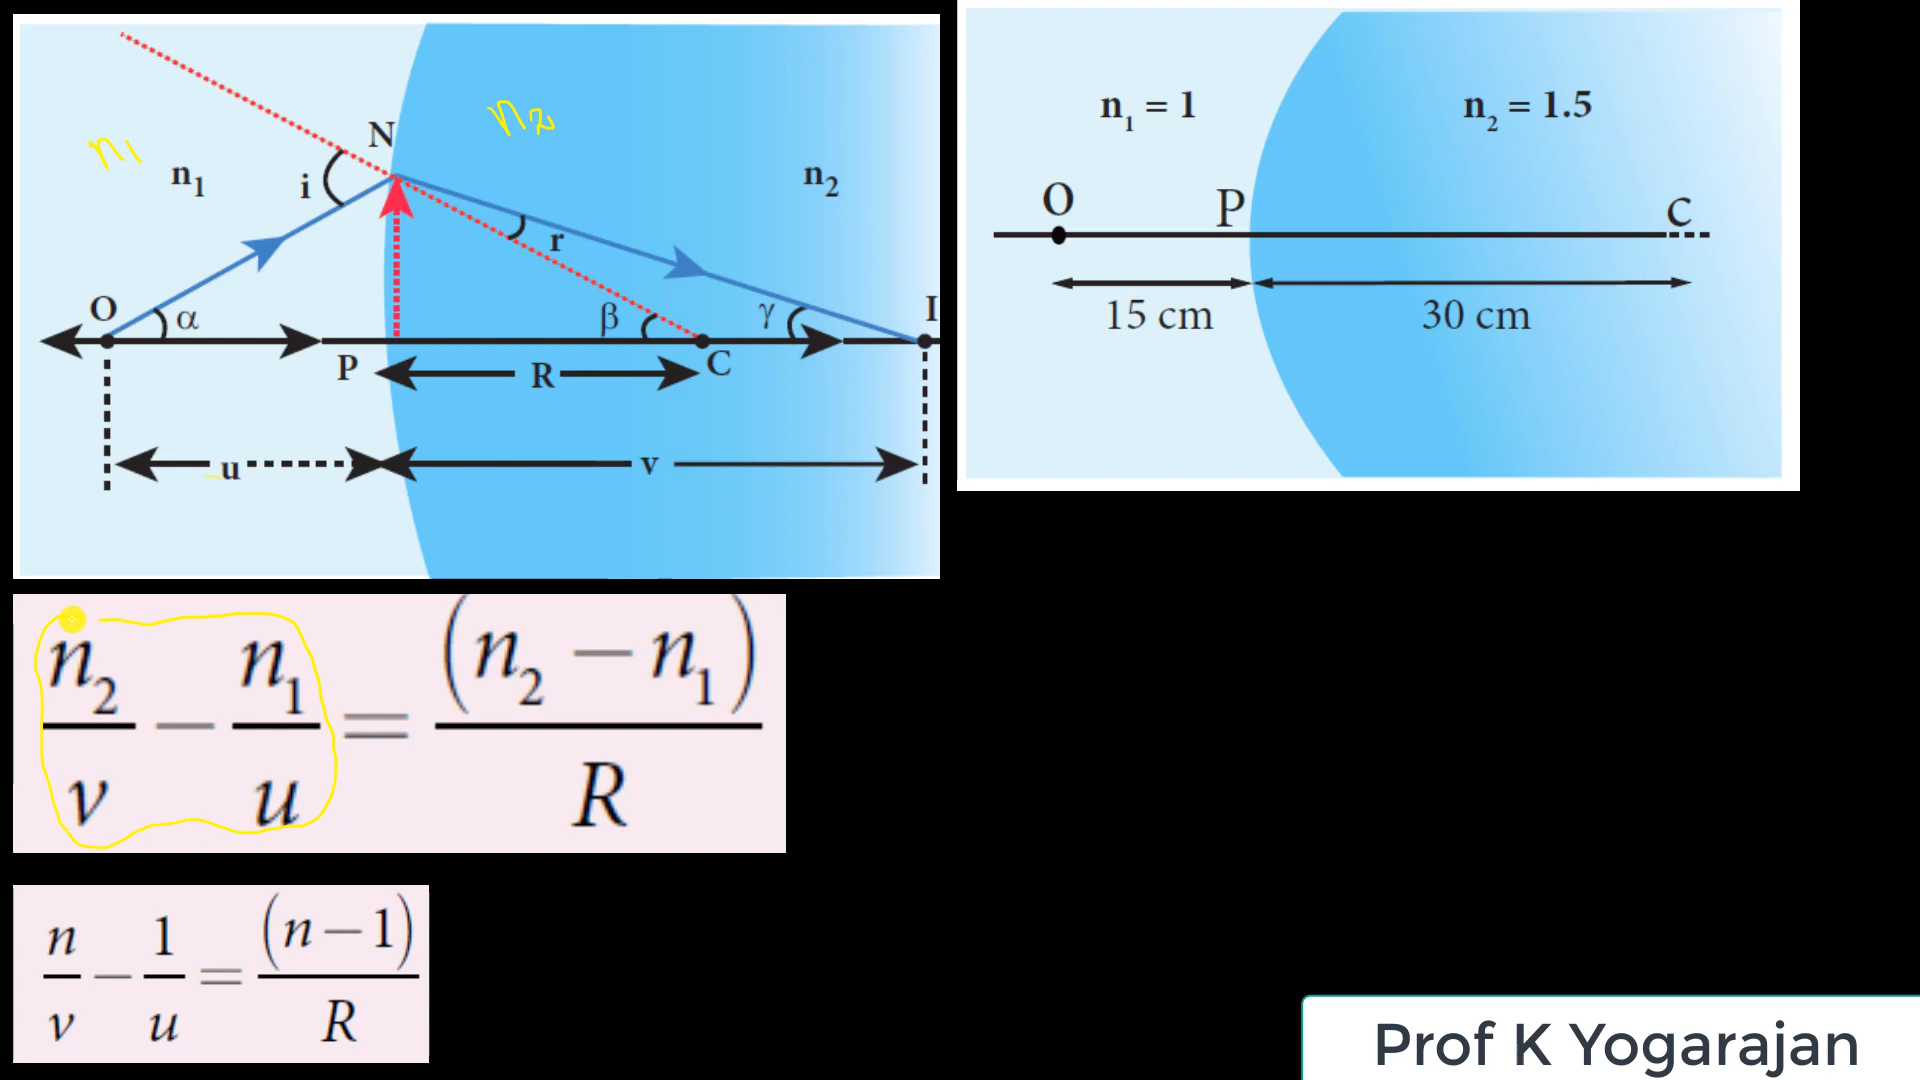 n1
n2
N
n₁
i
n₂
r
O
α
β
γ
I
P
R
C
u
v
n₁ = 1
n₂ = 1.5
O
P
C
15 cm
30 cm
n₂/v − n₁/u = (n₂ − n₁)/R
n/v − 1/u = (n − 1)/R
Prof K Yogarajan